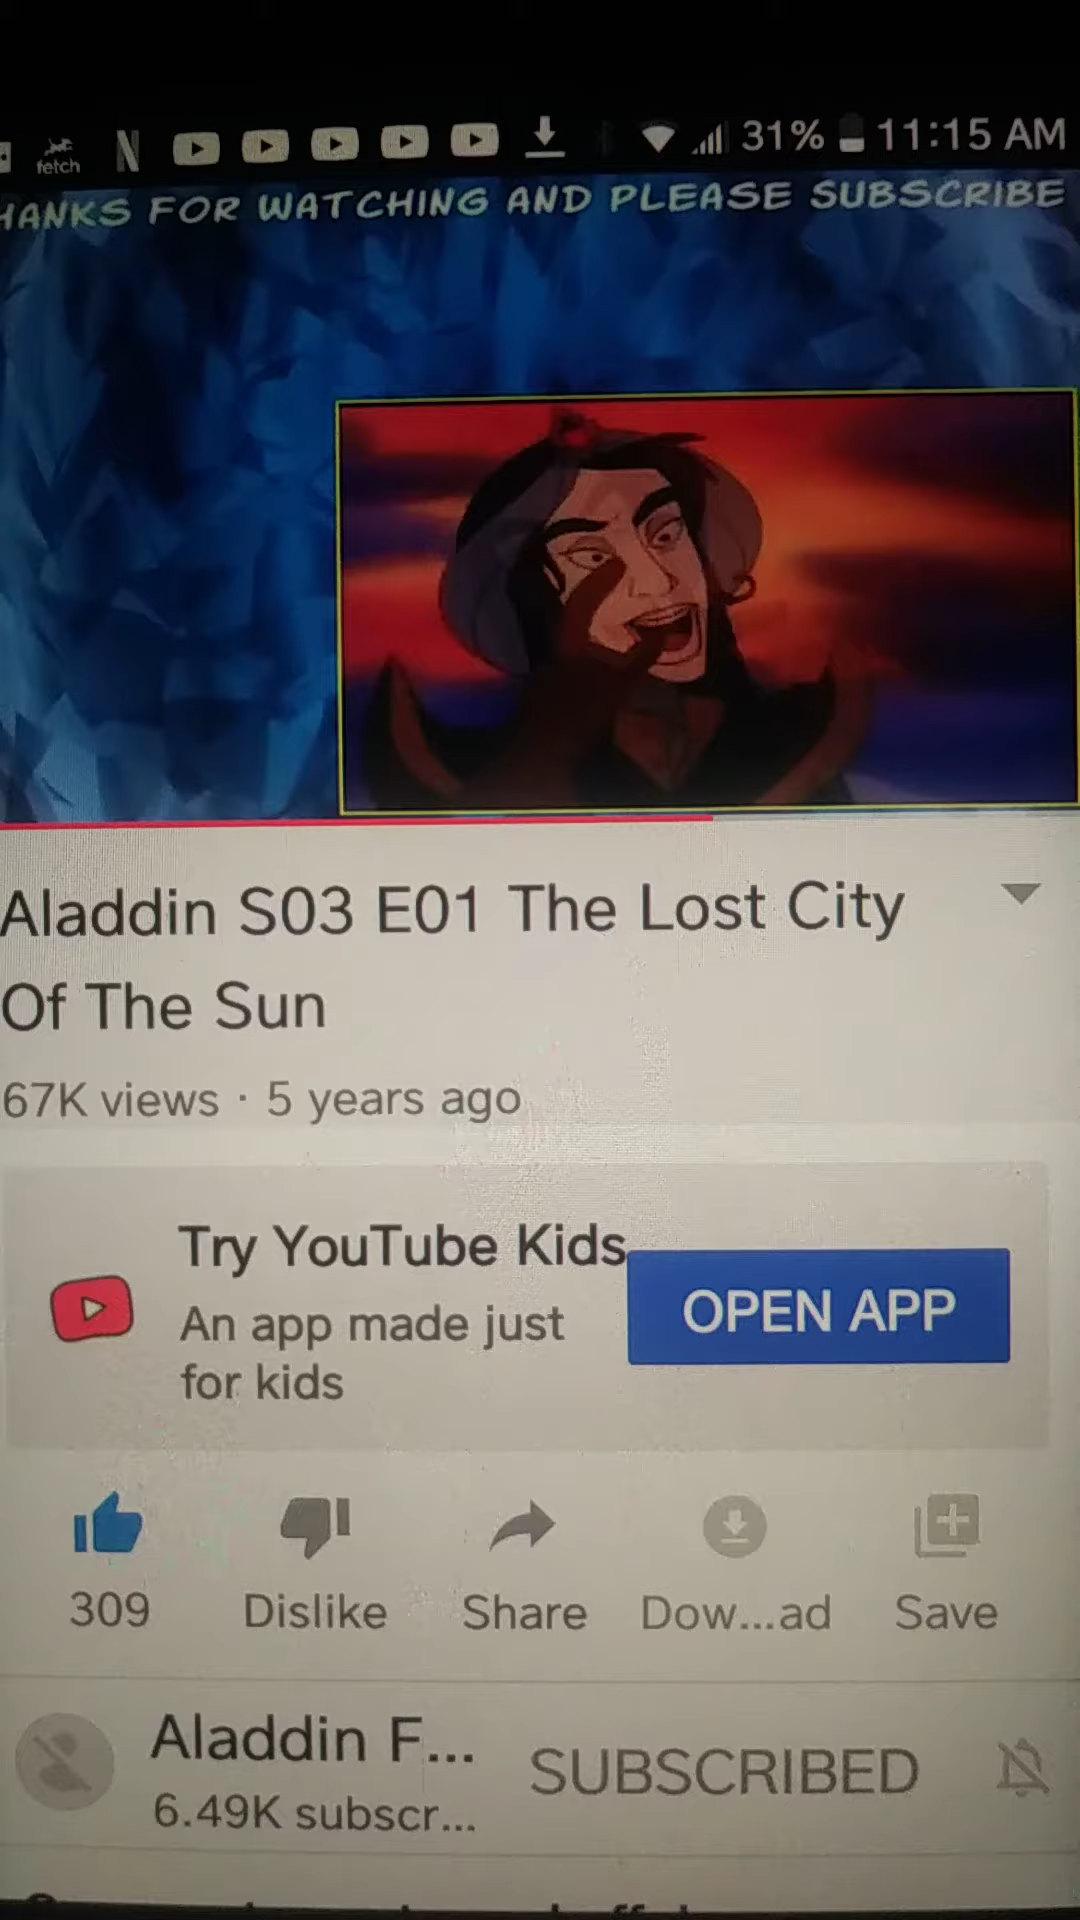 fetch
N
31%
11:15 AM
HANKS FOR WATCHING AND PLEASE SUBSCRIBE
Aladdin S03 E01 The Lost City
Of The Sun
67K views · 5 years ago
Try YouTube Kids
An app made just
for kids
OPEN APP
309
Dislike
Share
Dow...ad
Save
Aladdin F...
SUBSCRIBED
6.49K subscr...